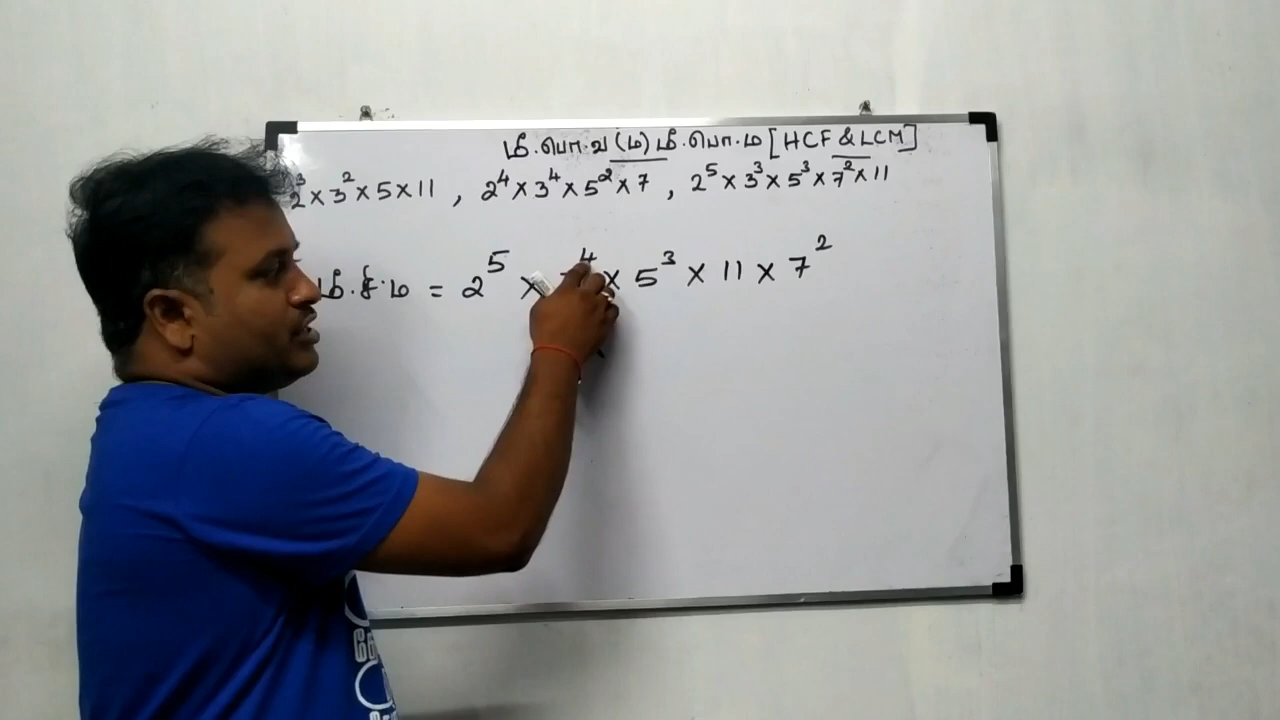 மீ.பொ.வ (ம) மீ.பொ.ம [HCF & LCM]
2³ × 3² × 5 × 11 , 2⁴ × 3⁴ × 5² × 7 , 2⁵ × 3³ × 5³ × 7² × 11
மீ.சி.ம = 2⁵ × ⁴ × 5³ × 11 × 7²